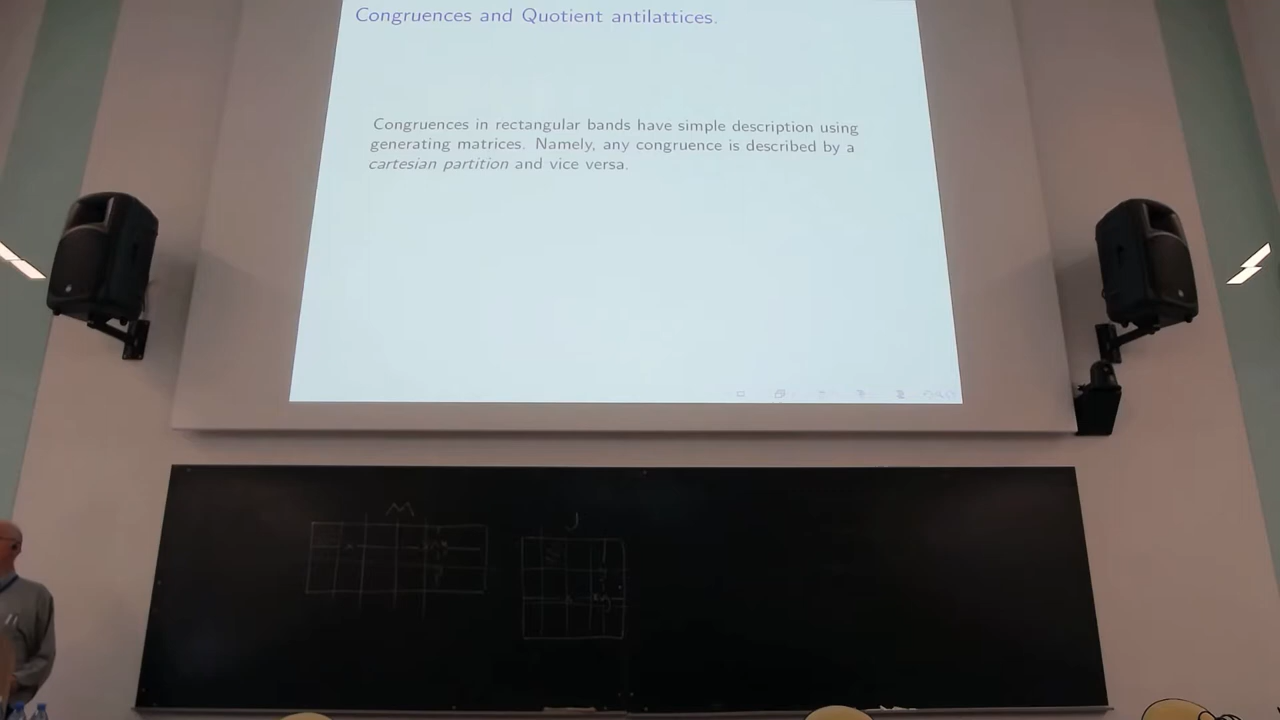 Congruences and Quotient antilattices.
Congruences in rectangular bands have simple description using
generating matrices. Namely, any congruence is described by a
cartesian partition and vice versa.
M
J